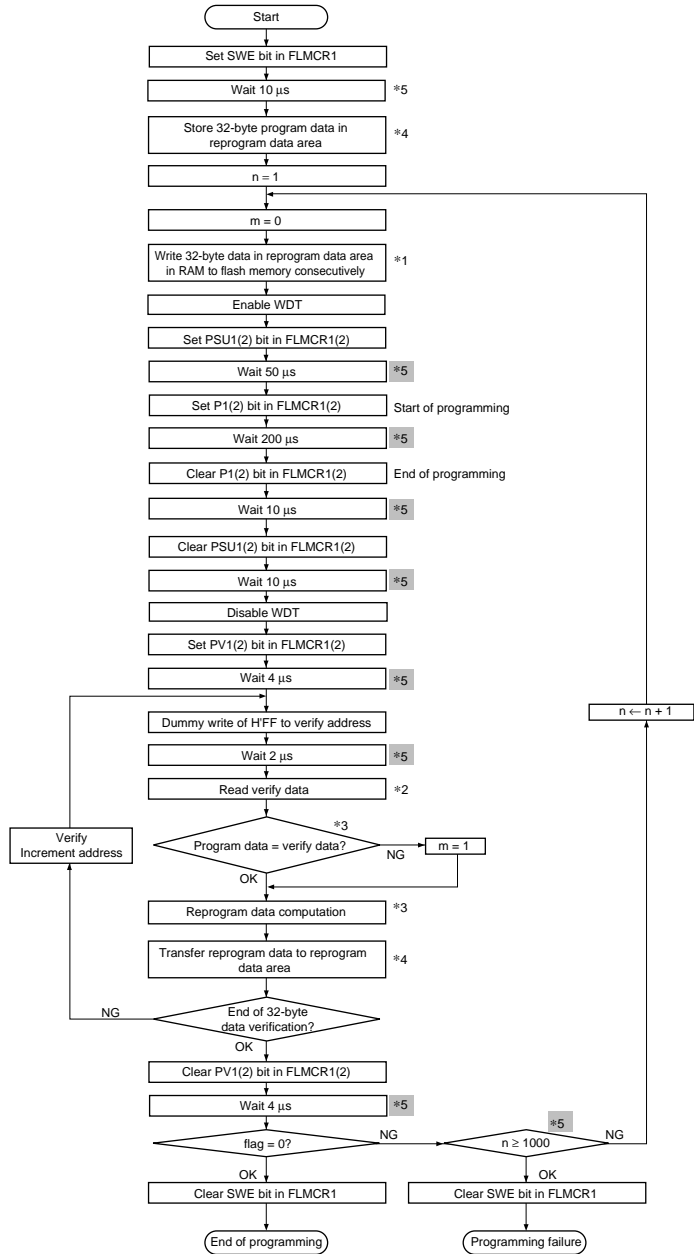 Start
Set SWE bit in FLMCR1
Wait 10 µs
*5
Store 32-byte program data in
reprogram data area
*4
n = 1
m = 0
Write 32-byte data in reprogram data area
in RAM to flash memory consecutively
*1
Enable WDT
Set PSU1(2) bit in FLMCR1(2)
Wait 50 µs
*5
Set P1(2) bit in FLMCR1(2)
Start of programming
Wait 200 µs
*5
Clear P1(2) bit in FLMCR1(2)
End of programming
Wait 10 µs
*5
Clear PSU1(2) bit in FLMCR1(2)
Wait 10 µs
*5
Disable WDT
Set PV1(2) bit in FLMCR1(2)
Wait 4 µs
*5
n ← n + 1
Dummy write of H'FF to verify address
Wait 2 µs
*5
Read verify data
*2
Verify
Increment address
*3
Program data = verify data?
NG
m = 1
OK
Reprogram data computation
*3
Transfer reprogram data to reprogram
data area
*4
NG
End of 32-byte
data verification?
OK
Clear PV1(2) bit in FLMCR1(2)
Wait 4 µs
*5
flag = 0?
NG
*5
n ≥ 1000
NG
OK
OK
Clear SWE bit in FLMCR1
Clear SWE bit in FLMCR1
End of programming
Programming failure